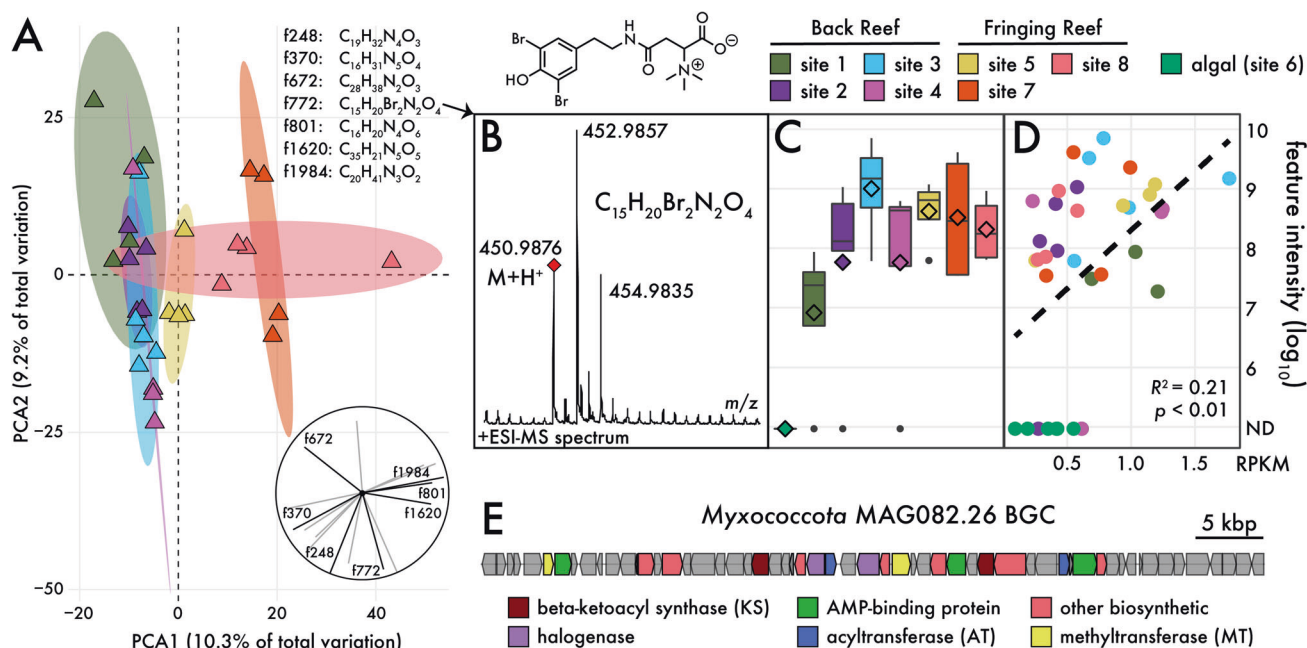 A
f248: C19H32N4O3
f370: C16H31N5O4
f672: C28H38N2O3
f772: C15H20Br2N2O4
f801: C16H20N4O6
f1620: C35H21N5O5
f1984: C20H41N3O2
25
0
−25
−50
−20
0
20
40
PCA2 (9.2% of total variation)
PCA1 (10.3% of total variation)
f672
f1984
f801
f1620
f370
f248
f772
Br
HO
Br
H
N
O
O
O⊖
N⊕
Back Reef
Fringing Reef
site 1
site 3
site 5
site 8
algal (site 6)
site 2
site 4
site 7
B
452.9857
C15H20Br2N2O4
450.9876
M+H+
454.9835
m/z
+ESI-MS spectrum
C
D
R2 = 0.21
p < 0.01
10
9
8
7
6
ND
feature intensity (log10)
0.5
1.0
1.5
RPKM
E
Myxococcota MAG082.26 BGC
5 kbp
beta-ketoacyl synthase (KS)
AMP-binding protein
other biosynthetic
halogenase
acyltransferase (AT)
methyltransferase (MT)